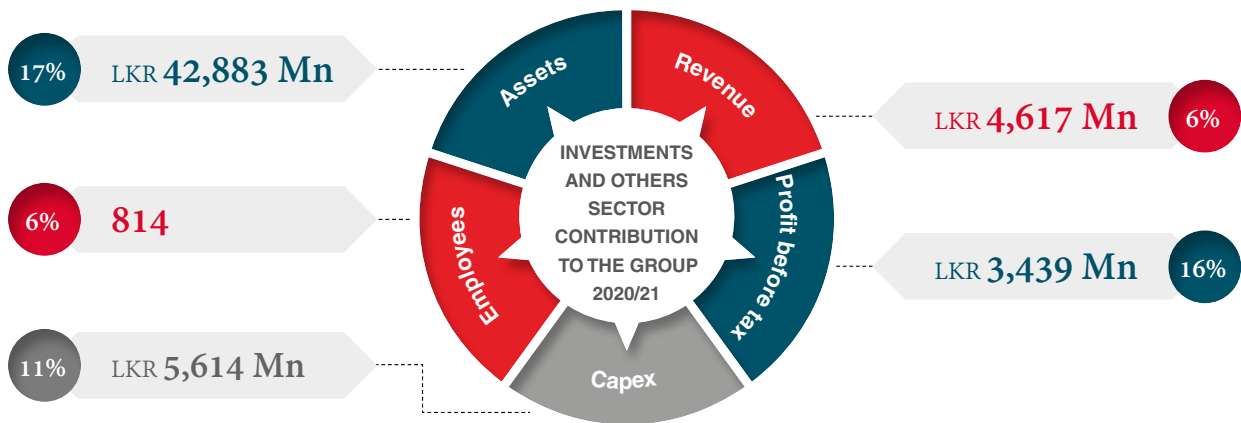 17% LKR 42,883 Mn
6% 814
11% LKR 5,614 Mn
Assets
Revenue
Employees
Profit before tax
Capex
INVESTMENTS
AND OTHERS
SECTOR
CONTRIBUTION
TO THE GROUP
2020/21
LKR 4,617 Mn 6%
LKR 3,439 Mn 16%